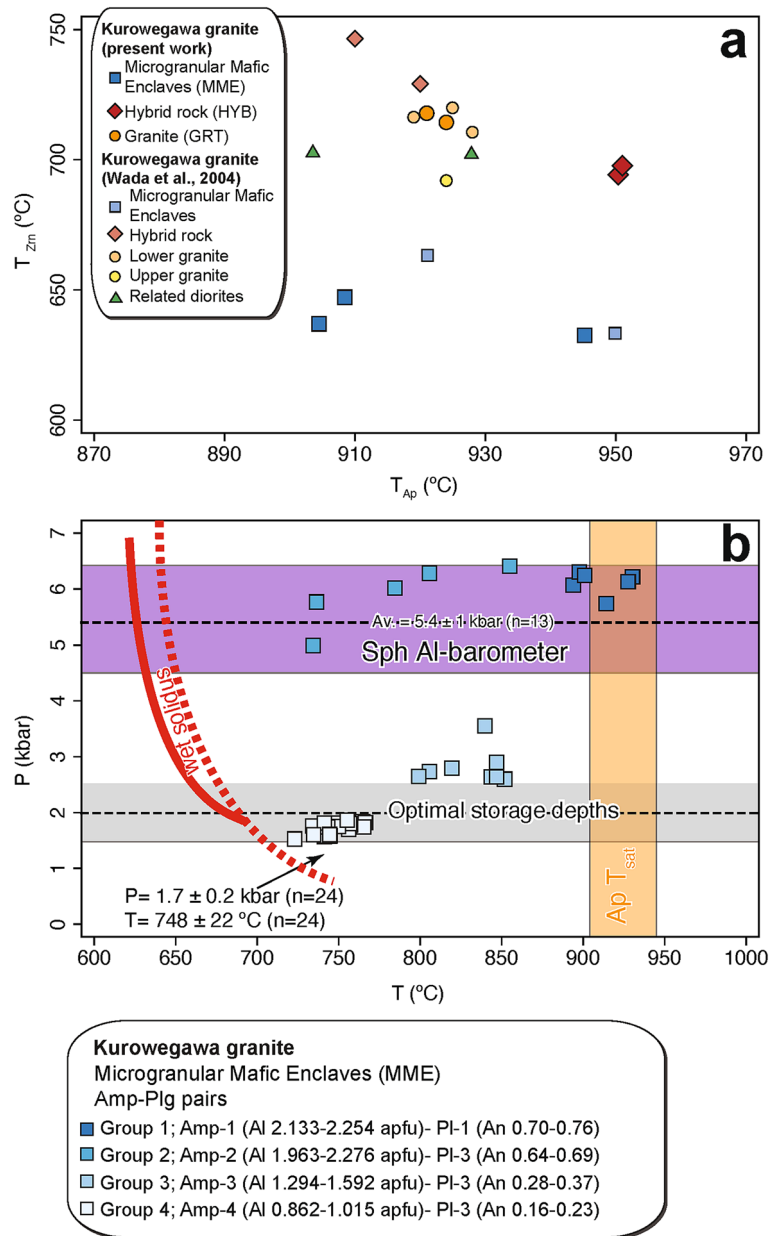 a
Kurowegawa granite
(present work)
Microgranular Mafic
Enclaves (MME)
Hybrid rock (HYB)
Granite (GRT)
Kurowegawa granite
(Wada et al., 2004)
Microgranular Mafic
Enclaves
Hybrid rock
Lower granite
Upper granite
Related diorites
750
700
650
600
T Zrn (ºC)
870 890 910 930 950 970
T Ap (ºC)
b
7
6
5
4
3
2
1
0
P (kbar)
Av. = 5.4 ± 1 kbar (n=13)
Sph Al-barometer
wet solidus
Optimal storage depths
P= 1.7 ± 0.2 kbar (n=24)
T= 748 ± 22 ºC (n=24)
Ap T sat
600 650 700 750 800 850 900 950 1000
T (ºC)
Kurowegawa granite
Microgranular Mafic Enclaves (MME)
Amp-Plg pairs
Group 1; Amp-1 (Al 2.133-2.254 apfu)- Pl-1 (An 0.70-0.76)
Group 2; Amp-2 (Al 1.963-2.276 apfu)- Pl-3 (An 0.64-0.69)
Group 3; Amp-3 (Al 1.294-1.592 apfu)- Pl-3 (An 0.28-0.37)
Group 4; Amp-4 (Al 0.862-1.015 apfu)- Pl-3 (An 0.16-0.23)